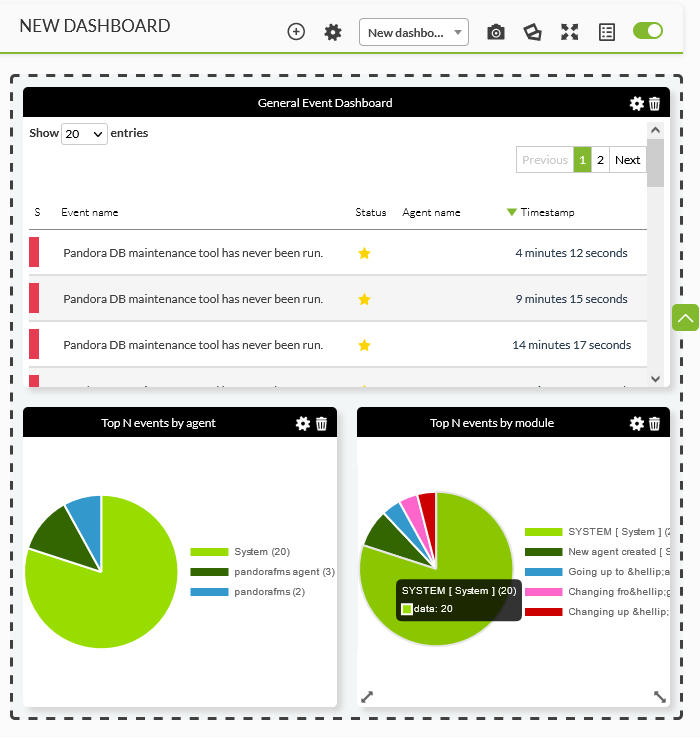 NEW DASHBOARD
New dashbo...
General Event Dashboard
Show 20 entries
Previous 1 2 Next
S Event name Status Agent name Timestamp
Pandora DB maintenance tool has never been run. 4 minutes 12 seconds
Pandora DB maintenance tool has never been run. 9 minutes 15 seconds
Pandora DB maintenance tool has never been run. 14 minutes 17 seconds
Top N events by agent
System (20)
pandorafms agent (3)
pandorafms (2)
Top N events by module
SYSTEM [ System ] (2
New agent created [ S
Going up to &hellip;a
Changing fro&hellip;g
Changing up &hellip;
SYSTEM [ System ] (20)
data: 20